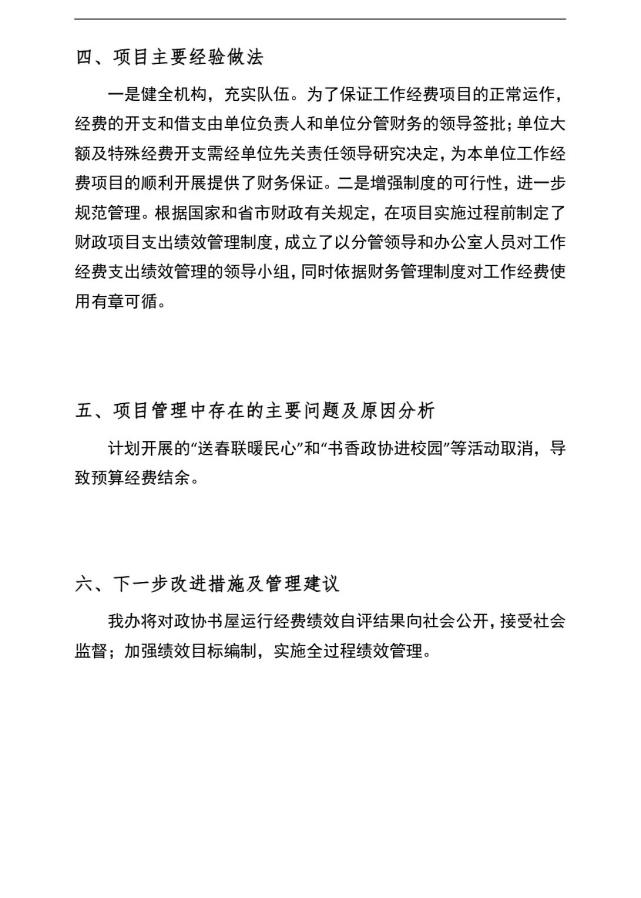 四、项目主要经验做法
一是健全机构，充实队伍。为了保证工作经费项目的正常运作，
经费的开支和借支由单位负责人和单位分管财务的领导签批；单位大
额及特殊经费开支需经单位先关责任领导研究决定，为本单位工作经
费项目的顺利开展提供了财务保证。二是增强制度的可行性，进一步
规范管理。根据国家和省市财政有关规定，在项目实施过程前制定了
财政项目支出绩效管理制度，成立了以分管领导和办公室人员对工作
经费支出绩效管理的领导小组，同时依据财务管理制度对工作经费使
用有章可循。
五、项目管理中存在的主要问题及原因分析
计划开展的“送春联暖民心”和“书香政协进校园”等活动取消，导
致预算经费结余。
六、下一步改进措施及管理建议
我办将对政协书屋运行经费绩效自评结果向社会公开，接受社会
监督；加强绩效目标编制，实施全过程绩效管理。